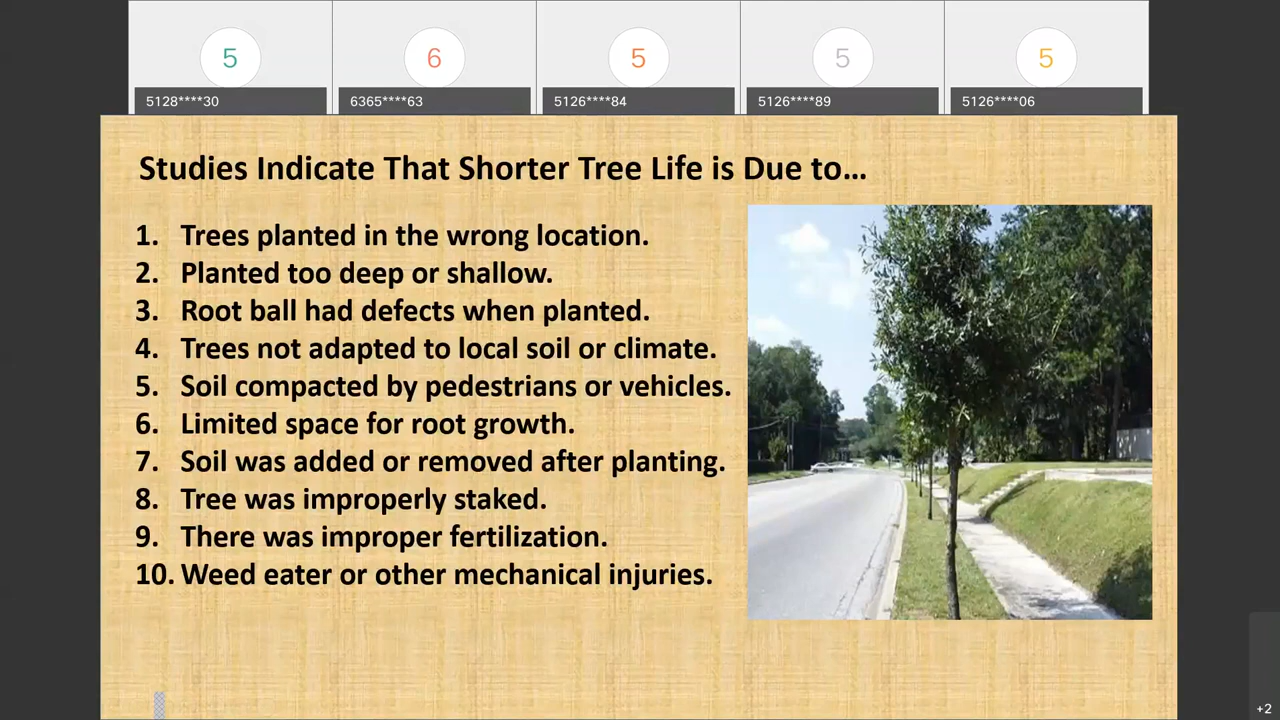 5 6 5 5 5
5128****30 6365****63 5126****84 5126****89 5126****06
Studies Indicate That Shorter Tree Life is Due to...
1. Trees planted in the wrong location.
2. Planted too deep or shallow.
3. Root ball had defects when planted.
4. Trees not adapted to local soil or climate.
5. Soil compacted by pedestrians or vehicles.
6. Limited space for root growth.
7. Soil was added or removed after planting.
8. Tree was improperly staked.
9. There was improper fertilization.
10. Weed eater or other mechanical injuries.
+2